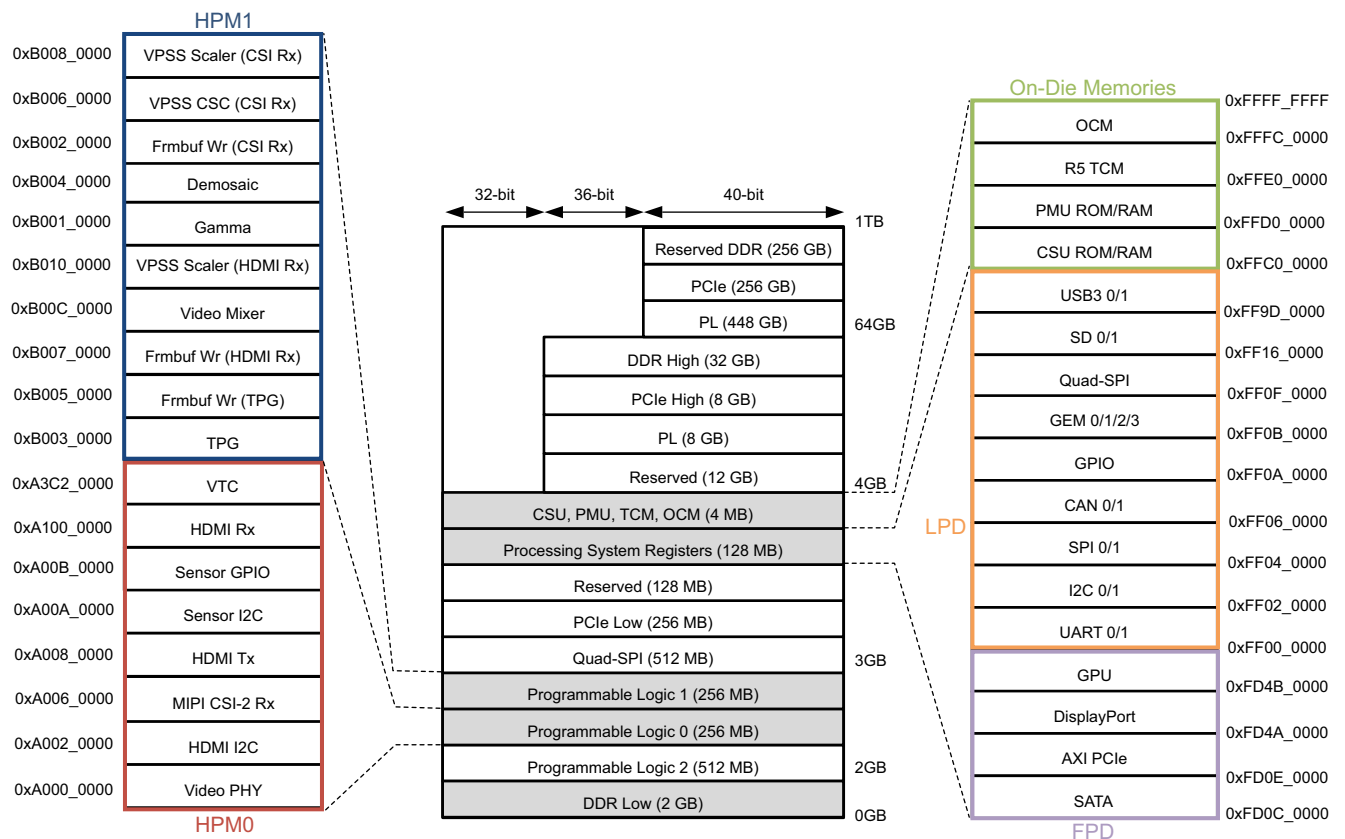 HPM1
0xB008_0000 VPSS Scaler (CSI Rx)
0xB006_0000 VPSS CSC (CSI Rx)
0xB002_0000 Frmbuf Wr (CSI Rx)
0xB004_0000 Demosaic
0xB001_0000 Gamma
0xB010_0000 VPSS Scaler (HDMI Rx)
0xB00C_0000 Video Mixer
0xB007_0000 Frmbuf Wr (HDMI Rx)
0xB005_0000 Frmbuf Wr (TPG)
0xB003_0000 TPG
0xA3C2_0000 VTC
0xA100_0000 HDMI Rx
0xA00B_0000 Sensor GPIO
0xA00A_0000 Sensor I2C
0xA008_0000 HDMI Tx
0xA006_0000 MIPI CSI-2 Rx
0xA002_0000 HDMI I2C
0xA000_0000 Video PHY
HPM0
32-bit 36-bit 40-bit
1TB
Reserved DDR (256 GB)
PCIe (256 GB)
PL (448 GB) 64GB
DDR High (32 GB)
PCIe High (8 GB)
PL (8 GB)
Reserved (12 GB) 4GB
CSU, PMU, TCM, OCM (4 MB)
Processing System Registers (128 MB)
Reserved (128 MB)
PCIe Low (256 MB)
Quad-SPI (512 MB) 3GB
Programmable Logic 1 (256 MB)
Programmable Logic 0 (256 MB)
Programmable Logic 2 (512 MB) 2GB
DDR Low (2 GB) 0GB
On-Die Memories
0xFFFF_FFFF
OCM 0xFFFC_0000
R5 TCM 0xFFE0_0000
PMU ROM/RAM 0xFFD0_0000
CSU ROM/RAM 0xFFC0_0000
USB3 0/1 0xFF9D_0000
SD 0/1 0xFF16_0000
Quad-SPI 0xFF0F_0000
GEM 0/1/2/3 0xFF0B_0000
GPIO 0xFF0A_0000
CAN 0/1 0xFF06_0000
LPD
SPI 0/1 0xFF04_0000
I2C 0/1 0xFF02_0000
UART 0/1 0xFF00_0000
GPU 0xFD4B_0000
DisplayPort 0xFD4A_0000
AXI PCIe 0xFD0E_0000
SATA 0xFD0C_0000
FPD